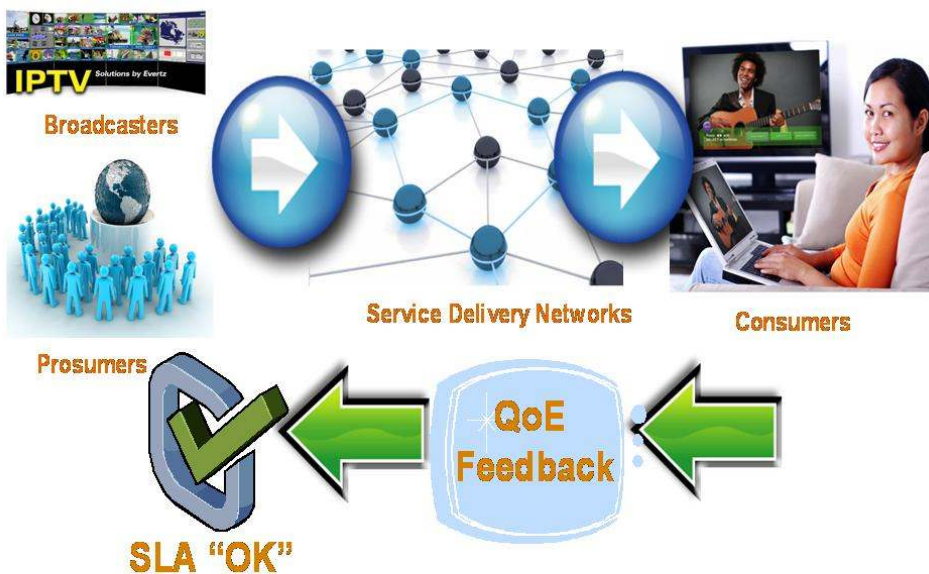 IPTV Solutions by Evertz
Broadcasters
Service Delivery Networks
Consumers
Prosumers
QoE
Feedback
SLA “OK”